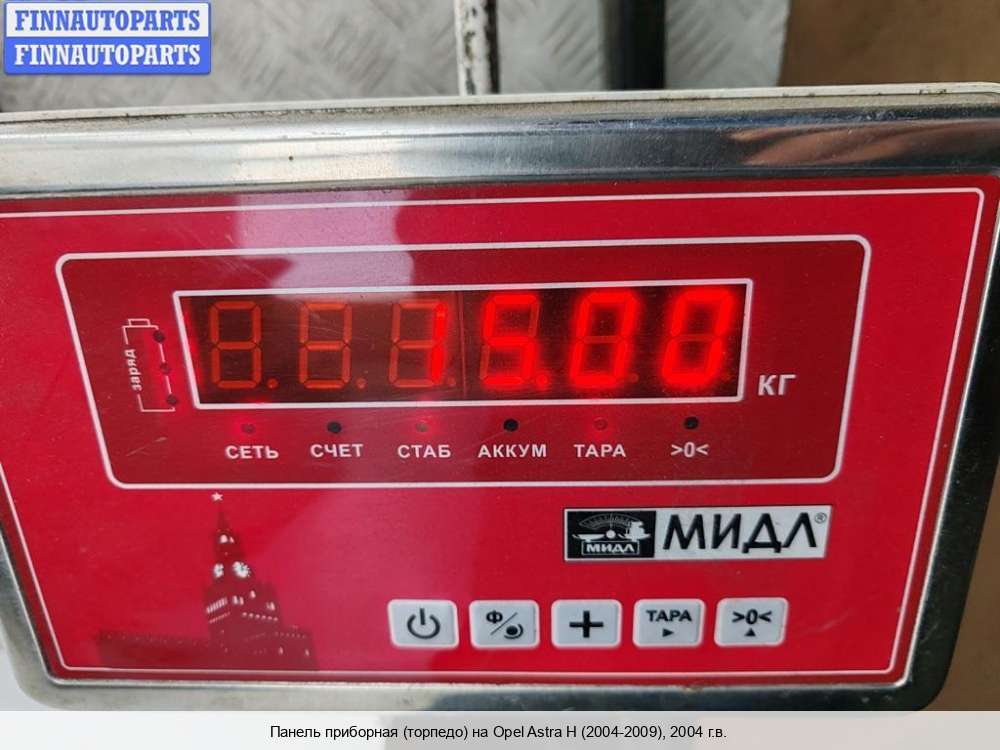 FINNAUTOPARTS
FINNAUTOPARTS
заряд
15.00
КГ
СЕТЬ СЧЕТ СТАБ АККУМ ТАРА >0<
МИДЛ МИДЛ®
Ф ТАРА >0<
Панель приборная (торпедо) на Opel Astra H (2004-2009), 2004 г.в.